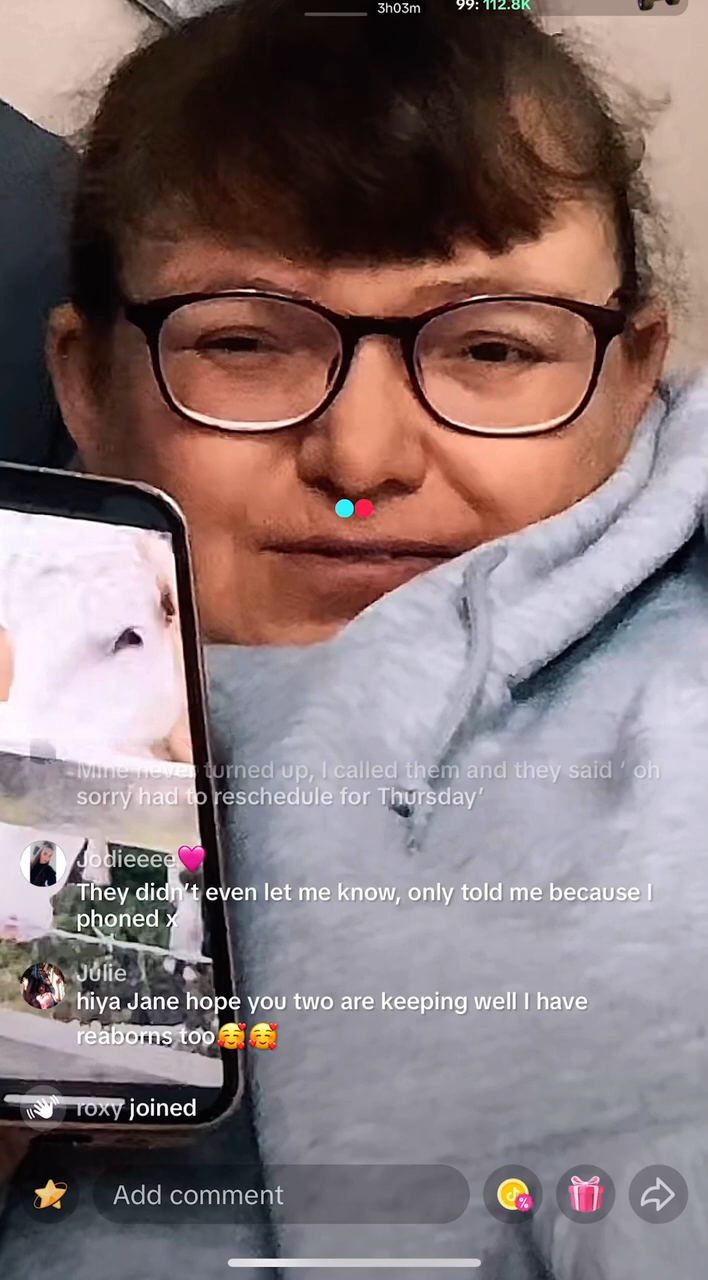 3h03m
99: 112.8K
Mine never turned up, I called them and they said ‘ oh
sorry had to reschedule for Thursday’
Jodieeee🩷
They didn’t even let me know, only told me because I
phoned x
Julie
hiya Jane hope you two are keeping well I have
reaborns too🥰🥰
roxy joined
Add comment